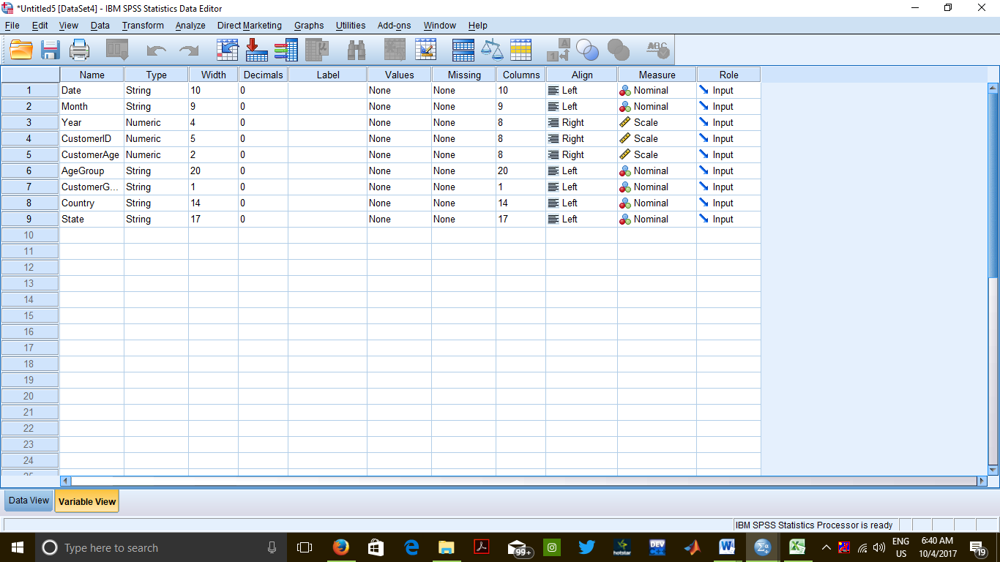 *Untitled5 [DataSet4] - IBM SPSS Statistics Data Editor
File Edit View Data Transform Analyze Direct Marketing Graphs Utilities Add-ons Window Help
Name Type Width Decimals Label Values Missing Columns Align Measure Role
1 Date String 10 0 None None 10 Left Nominal Input
2 Month String 9 0 None None 9 Left Nominal Input
3 Year Numeric 4 0 None None 8 Right Scale Input
4 CustomerID Numeric 5 0 None None 8 Right Scale Input
5 CustomerAge Numeric 2 0 None None 8 Right Scale Input
6 AgeGroup String 20 0 None None 20 Left Nominal Input
7 CustomerG... String 1 0 None None 1 Left Nominal Input
8 Country String 14 0 None None 14 Left Nominal Input
9 State String 17 0 None None 17 Left Nominal Input
10
11
12
13
14
15
16
17
18
19
20
21
22
23
24
Data View Variable View
IBM SPSS Statistics Processor is ready
Type here to search
99+
hotstar
DEV
ENG
US
6:40 AM
10/4/2017
19